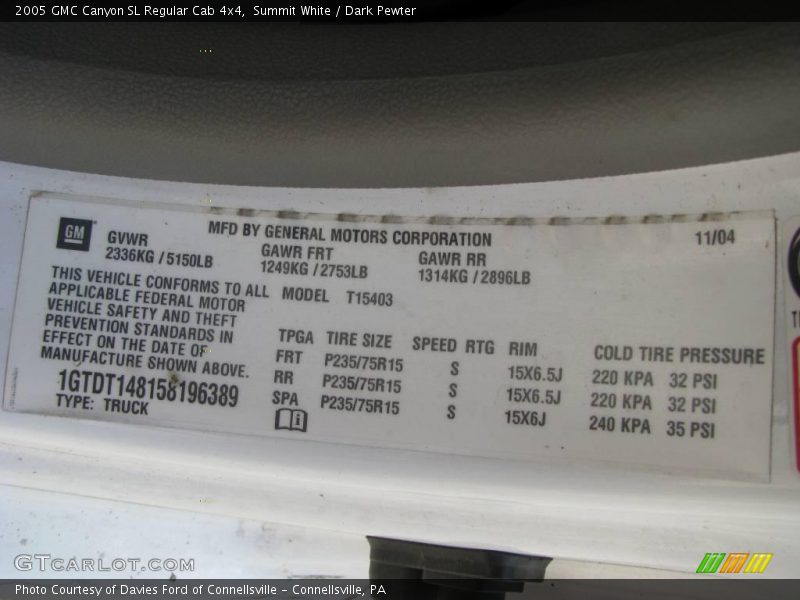 2005 GMC Canyon SL Regular Cab 4x4, Summit White / Dark Pewter
MFD BY GENERAL MOTORS CORPORATION 11/04
GM GVWR GAWR FRT GAWR RR
2336KG / 5150LB 1249KG / 2753LB 1314KG / 2896LB
THIS VEHICLE CONFORMS TO ALL MODEL T15403
APPLICABLE FEDERAL MOTOR
VEHICLE SAFETY AND THEFT
PREVENTION STANDARDS IN
EFFECT ON THE DATE OF
MANUFACTURE SHOWN ABOVE.
1GTDT148158196389
TYPE: TRUCK
TPGA TIRE SIZE SPEED RTG RIM COLD TIRE PRESSURE
FRT P235/75R15 S 15X6.5J 220 KPA 32 PSI
RR P235/75R15 S 15X6.5J 220 KPA 32 PSI
SPA P235/75R15 S 15X6J 240 KPA 35 PSI
GTCARLOT.COM
Photo Courtesy of Davies Ford of Connellsville - Connellsville, PA